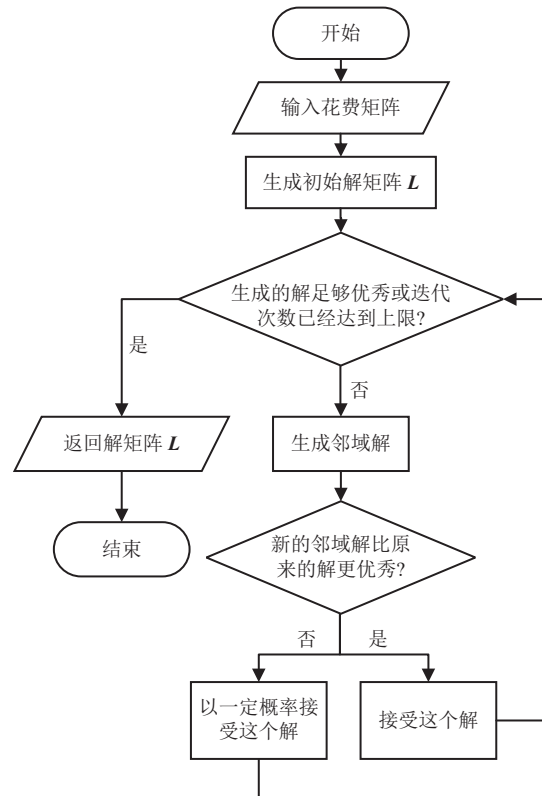 开始
输入花费矩阵
生成初始解矩阵 L
生成的解足够优秀或迭代
次数已经达到上限?
是
否
返回解矩阵 L
生成邻域解
结束
新的邻域解比原
来的解更优秀?
否
是
以一定概率接
受这个解
接受这个解